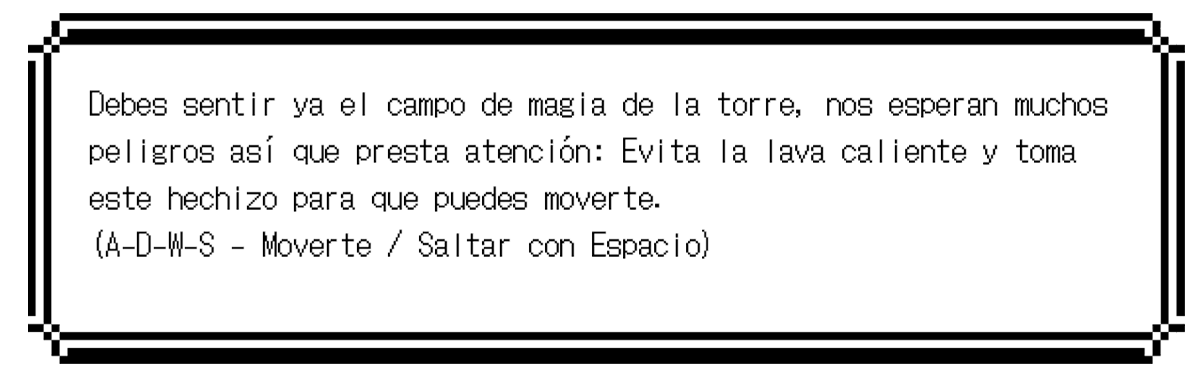 Debes sentir ya el campo de magia de la torre, nos esperan muchos
peligros así que presta atención: Evita la lava caliente y toma
este hechizo para que puedes moverte.
(A-D-W-S - Moverte / Saltar con Espacio)